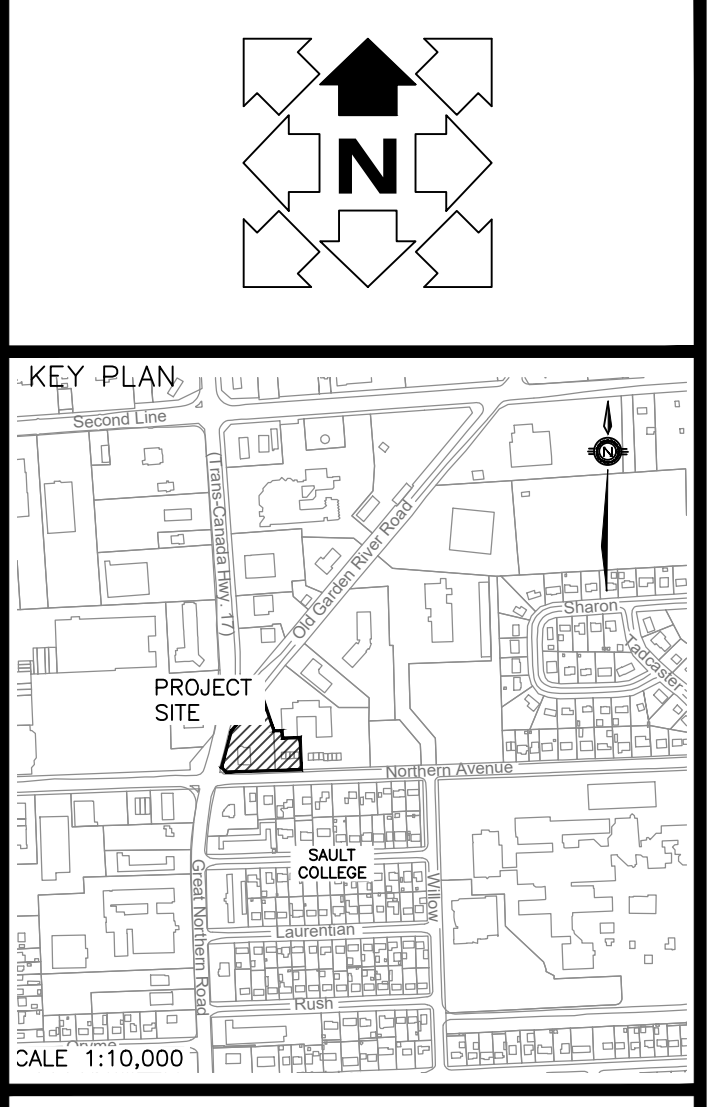 N
KEY PLAN
Second Line
N
(Trans-Canada Hwy. 17)
Old Garden River Road
Sharon
Tadcaster
PROJECT
SITE
Northern Avenue
SAULT
COLLEGE
Great Northern Road
Willow
Laurentian
Rush
CALE 1:10,000